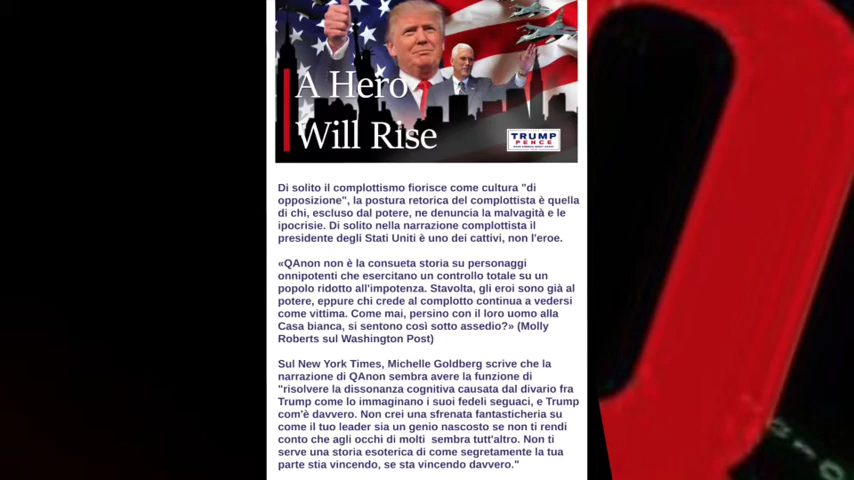 A Hero
Will Rise
TRUMP
PENCE
Di solito il complottismo fiorisce come cultura "di
opposizione", la postura retorica del complottista è quella
di chi, escluso dal potere, ne denuncia la malvagità e le
ipocrisie. Di solito nella narrazione complottista il
presidente degli Stati Uniti è uno dei cattivi, non l'eroe.
«QAnon non è la consueta storia su personaggi
onnipotenti che esercitano un controllo totale su un
popolo ridotto all'impotenza. Stavolta, gli eroi sono già al
potere, eppure chi crede al complotto continua a vedersi
come vittima. Come mai, persino con il loro uomo alla
Casa bianca, si sentono così sotto assedio?» (Molly
Roberts sul Washington Post)
Sul New York Times, Michelle Goldberg scrive che la
narrazione di QAnon sembra avere la funzione di
"risolvere la dissonanza cognitiva causata dal divario fra
Trump come lo immaginano i suoi fedeli seguaci, e Trump
com'è davvero. Non crei una sfrenata fantasticheria su
come il tuo leader sia un genio nascosto se non ti rendi
conto che agli occhi di molti sembra tutt'altro. Non ti
serve una storia esoterica di come segretamente la tua
parte stia vincendo, se sta vincendo davvero."